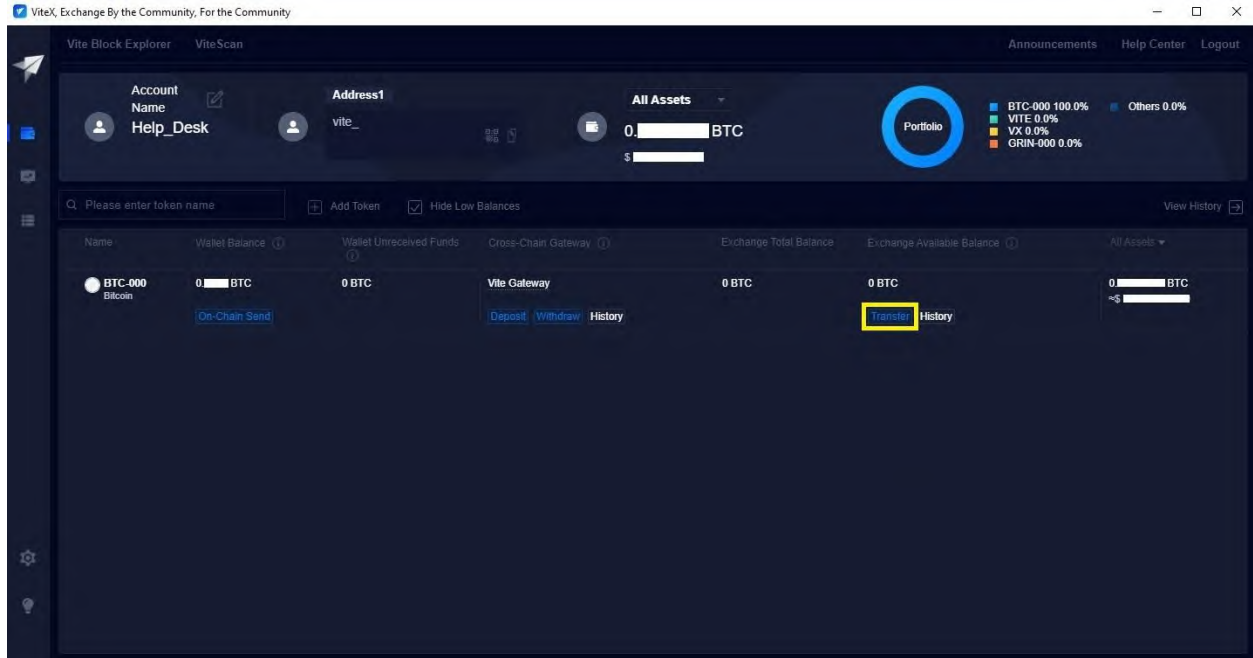 ViteX, Exchange By the Community, For the Community
Vite Block Explorer ViteScan Announcements Help Center Logout
Account
Name
Help_Desk
Address1
vite_
All Assets
0. BTC
$
Portfolio
BTC-000 100.0% Others 0.0%
VITE 0.0%
VX 0.0%
GRIN-000 0.0%
Please enter token name Add Token Hide Low Balances View History
Name Wallet Balance Wallet Unreceived Funds Cross-Chain Gateway Exchange Total Balance Exchange Available Balance All Assets
BTC-000 0. BTC 0 BTC Vite Gateway 0 BTC 0 BTC 0. BTC
Bitcoin ≈$
On-Chain Send Deposit Withdraw History Transfer History